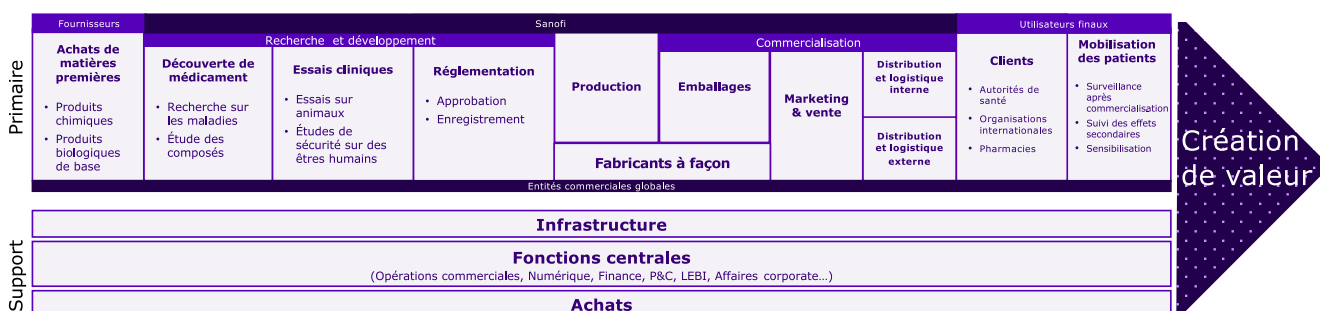 Fournisseurs
Sanofi
Utilisateurs finaux
Primaire
Achats de
matières
premières
• Produits
chimiques
• Produits
biologiques
de base
Recherche et développement
Découverte de
médicament
• Recherche sur
les maladies
• Étude des
composés
Essais cliniques
• Essais sur
animaux
• Études de
sécurité sur des
êtres humains
Réglementation
• Approbation
• Enregistrement
Production
Commercialisation
Emballages
Fabricants à façon
Marketing
& vente
Distribution
et logistique
interne
Distribution
et logistique
externe
Clients
• Autorités de
santé
• Organisations
internationales
• Pharmacies
Mobilisation
des patients
• Surveillance
après
commercialisation
• Suivi des effets
secondaires
• Sensibilisation
Entités commerciales globales
Création
de valeur
Support
Infrastructure
Fonctions centrales
(Opérations commerciales, Numérique, Finance, P&C, LEBI, Affaires corporate…)
Achats